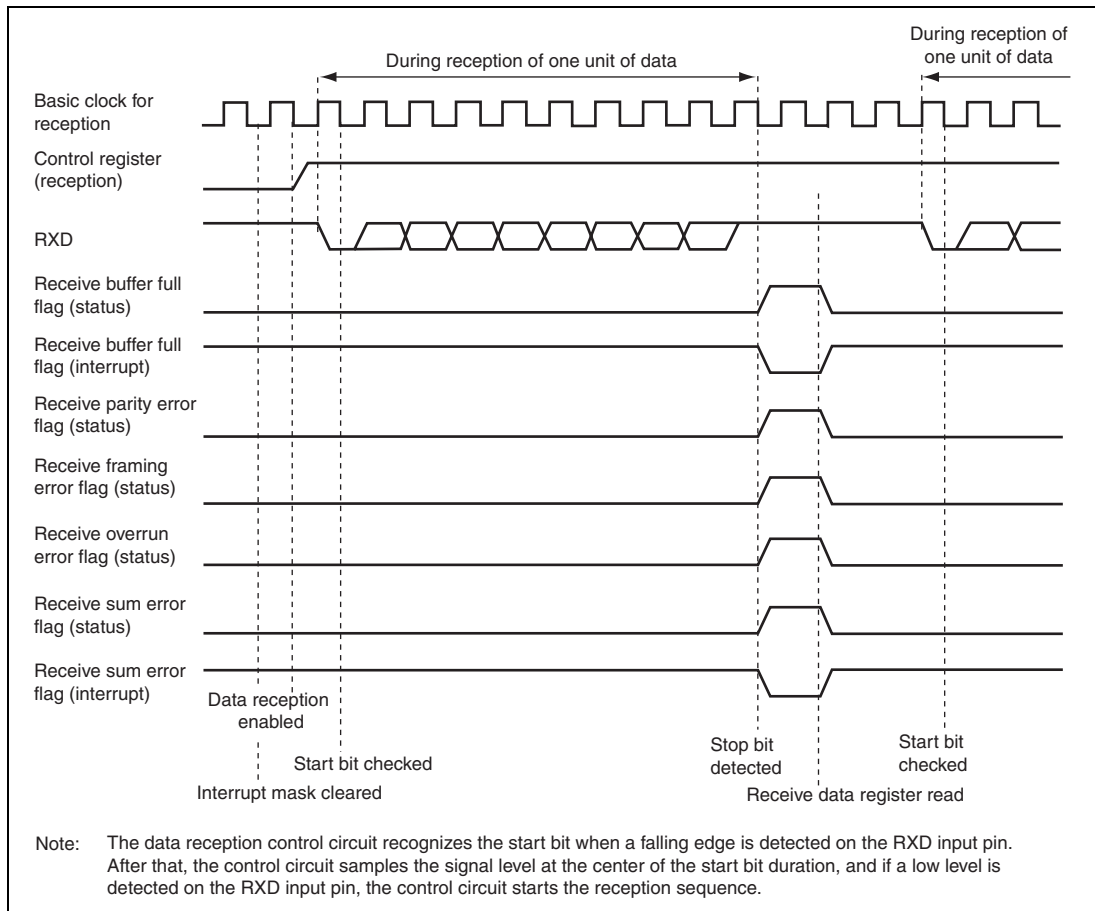 During reception of one unit of data
During reception of
one unit of data
Basic clock for
reception
Control register
(reception)
RXD
Receive buffer full
flag (status)
Receive buffer full
flag (interrupt)
Receive parity error
flag (status)
Receive framing
error flag (status)
Receive overrun
error flag (status)
Receive sum error
flag (status)
Receive sum error
flag (interrupt)
Data reception
enabled
Start bit checked
Interrupt mask cleared
Stop bit
detected
Receive data register read
Start bit
checked
Note: The data reception control circuit recognizes the start bit when a falling edge is detected on the RXD input pin.
After that, the control circuit samples the signal level at the center of the start bit duration, and if a low level is
detected on the RXD input pin, the control circuit starts the reception sequence.